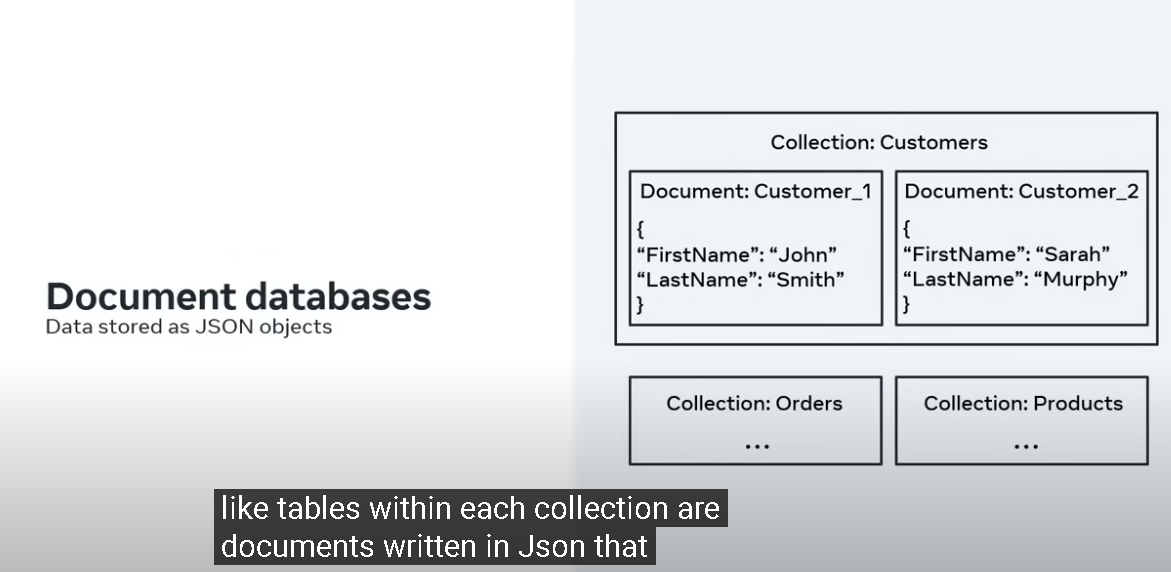 Document databases
Data stored as JSON objects
Collection: Customers
Document: Customer_1
{
“FirstName”: “John”
“LastName”: “Smith”
}
Document: Customer_2
{
“FirstName”: “Sarah”
“LastName”: “Murphy”
}
Collection: Orders
...
Collection: Products
...
like tables within each collection are
documents written in Json that